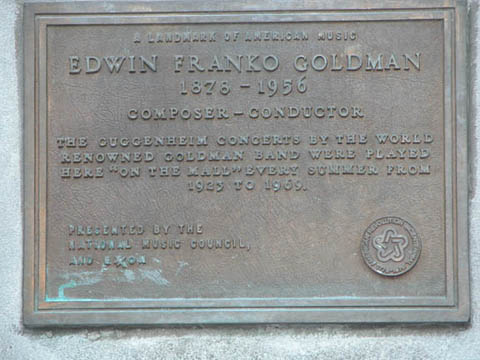 A LANDMARK OF AMERICAN MUSIC
EDWIN FRANKO GOLDMAN
1878 - 1956
COMPOSER - CONDUCTOR
THE GUGGENHEIM CONCERTS BY THE WORLD
RENOWNED GOLDMAN BAND WERE PLAYED
HERE "ON THE MALL" EVERY SUMMER FROM
1923 TO 1969.
PRESENTED BY THE
NATIONAL MUSIC COUNCIL,
AND EXXON